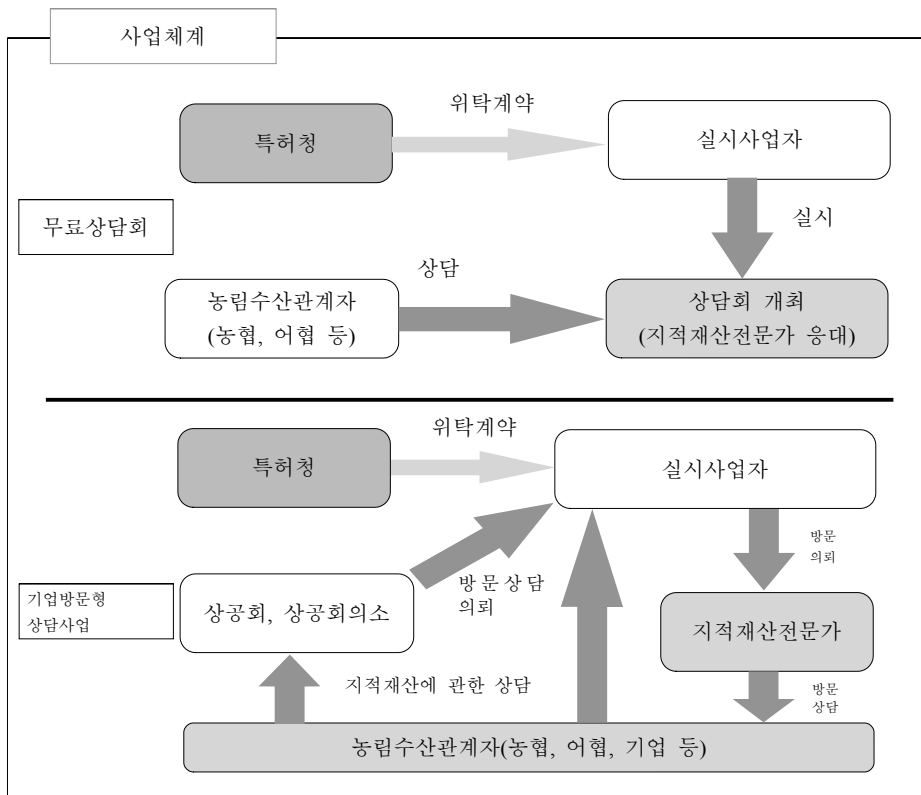 사업체계
위탁계약
특허청
실시사업자
무료상담회
실시
상담
농림수산관계자
(농협, 어협 등)
상담회 개최
(지적재산전문가 응대)
위탁계약
특허청
실시사업자
방문
의뢰
방문상담
의뢰
기업방문형
상담사업
상공회, 상공회의소
지적재산전문가
지적재산에 관한 상담
방문
상담
농림수산관계자(농협, 어협, 기업 등)